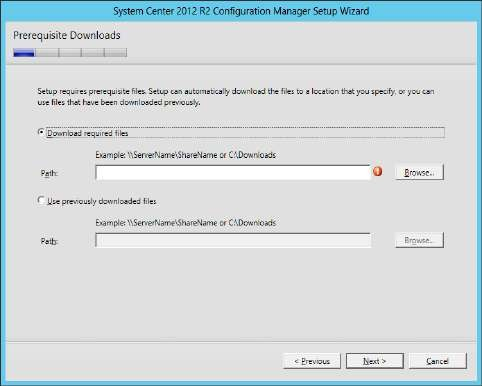 System Center 2012 R2 Configuration Manager Setup Wizard
Prerequisite Downloads
Setup requires prerequisite files. Setup can automatically download the files to a location that you specify, or you can
use files that have been downloaded previously.
Download required files
Example: \\ServerName\ShareName or C:\Downloads
Path:
Browse...
Use previously downloaded files
Example: \\ServerName\ShareName or C:\Downloads
Path:
Browse...
< Previous
Next >
Cancel